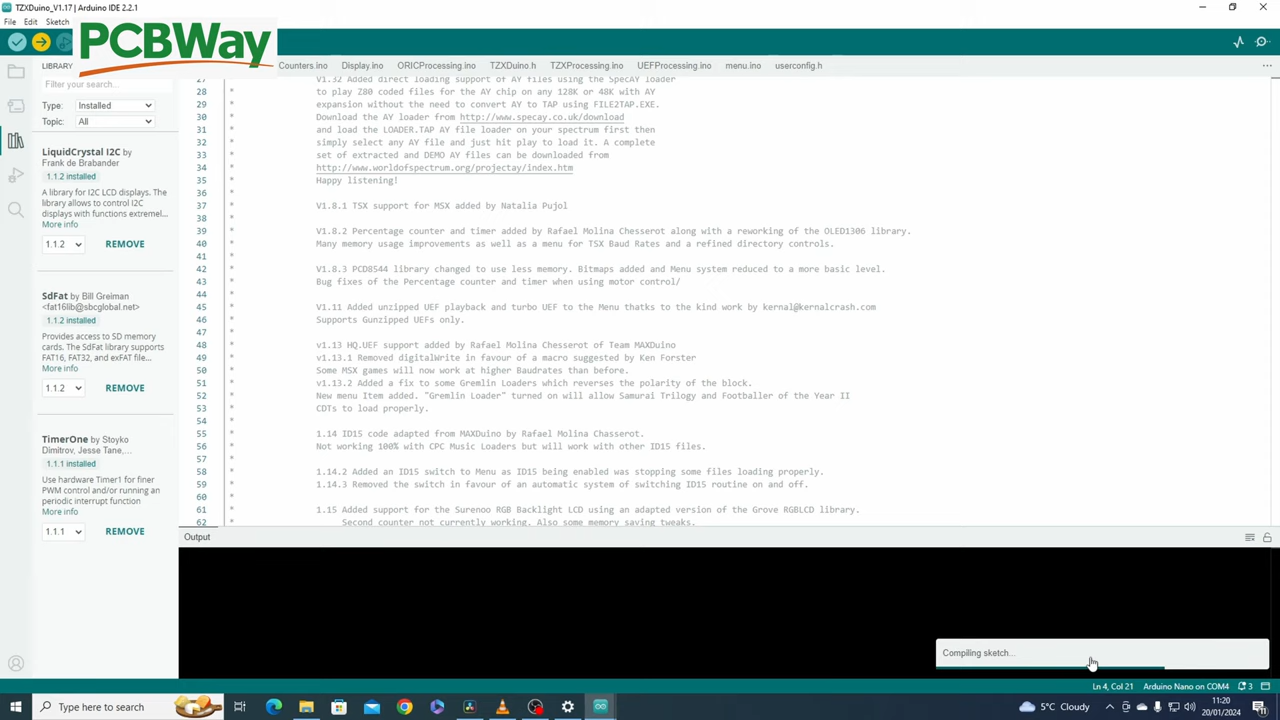 TZXDuino_V1.17 | Arduino IDE 2.2.1
File Edit Sketch
PCBWay
LIBRARY
Counters.ino Display.ino ORICProcessing.ino TZXDuino.h TZXProcessing.ino UEFProcessing.ino menu.ino userconfig.h
Filter your search...
Type: Installed
Topic: All
LiquidCrystal I2C by
Frank de Brabander
1.1.2 installed
A library for I2C LCD displays. The
library allows to control I2C
displays with functions extremel...
More info
1.1.2 REMOVE
SdFat by Bill Greiman
<fat16lib@sbcglobal.net>
1.1.2 installed
Provides access to SD memory
cards. The SdFat library supports
FAT16, FAT32, and exFAT file...
More info
1.1.2 REMOVE
TimerOne by Stoyko
Dimitrov, Jesse Tane,...
1.1.1 installed
Use hardware Timer1 for finer
PWM control and/or running an
periodic interrupt function
More info
1.1.1 REMOVE
27 * V1.32 Added direct loading support of AY files using the SpecAY loader
28 * to play Z80 coded files for the AY chip on any 128K or 48K with AY
29 * expansion without the need to convert AY to TAP using FILE2TAP.EXE.
30 * Download the AY loader from http://www.specay.co.uk/download
31 * and load the LOADER.TAP AY file loader on your spectrum first then
32 * simply select any AY file and just hit play to load it. A complete
33 * set of extracted and DEMO AY files can be downloaded from
34 * http://www.worldofspectrum.org/projectay/index.htm
35 * Happy listening!
36 *
37 * V1.8.1 TSX support for MSX added by Natalia Pujol
38 *
39 * V1.8.2 Percentage counter and timer added by Rafael Molina Chesserot along with a reworking of the OLED1306 library.
40 * Many memory usage improvements as well as a menu for TSX Baud Rates and a refined directory controls.
41 *
42 * V1.8.3 PCD8544 library changed to use less memory. Bitmaps added and Menu system reduced to a more basic level.
43 * Bug fixes of the Percentage counter and timer when using motor control/
44 *
45 * V1.11 Added unzipped UEF playback and turbo UEF to the Menu thatks to the kind work by kernal@kernalcrash.com
46 * Supports Gunzipped UEFs only.
47 *
48 * v1.13 HQ.UEF support added by Rafael Molina Chesserot of Team MAXDuino
49 * v1.13.1 Removed digitalWrite in favour of a macro suggested by Ken Forster
50 * Some MSX games will now work at higher Baudrates than before.
51 * v1.13.2 Added a fix to some Gremlin Loaders which reverses the polarity of the block.
52 * New menu Item added. "Gremlin Loader" turned on will allow Samurai Trilogy and Footballer of the Year II
53 * CDTs to load properly.
54 *
55 * 1.14 ID15 code adapted from MAXDuino by Rafael Molina Chasserot.
56 * Not working 100% with CPC Music Loaders but will work with other ID15 files.
57 *
58 * 1.14.2 Added an ID15 switch to Menu as ID15 being enabled was stopping some files loading properly.
59 * 1.14.3 Removed the switch in favour of an automatic system of switching ID15 routine on and off.
60 *
61 * 1.15 Added support for the Surenoo RGB Backlight LCD using an adapted version of the Grove RGBLCD library.
62 * Second counter not currently working. Also some memory saving tweaks.
Output
Compiling sketch...
Ln 4, Col 21 Arduino Nano on COM4 3
Type here to search
5°C Cloudy
11:20
20/01/2024